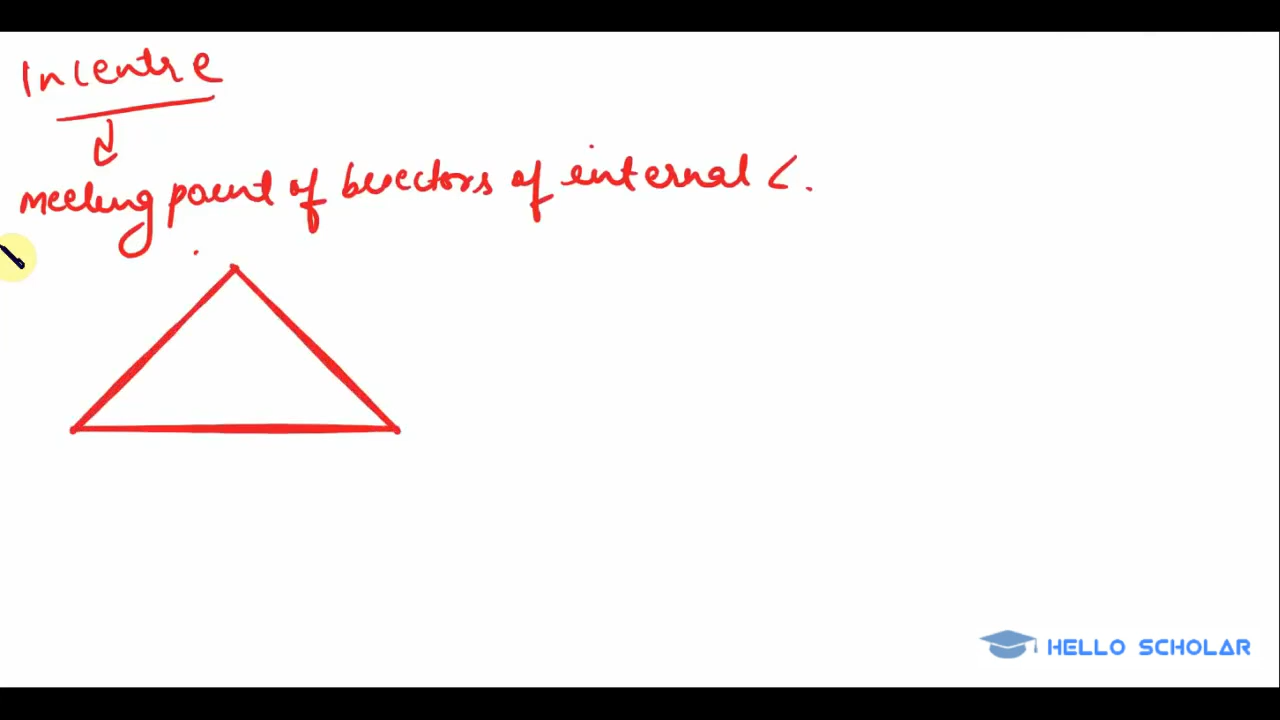 Incentre
meeting point of bisectors of internal <.
HELLO SCHOLAR